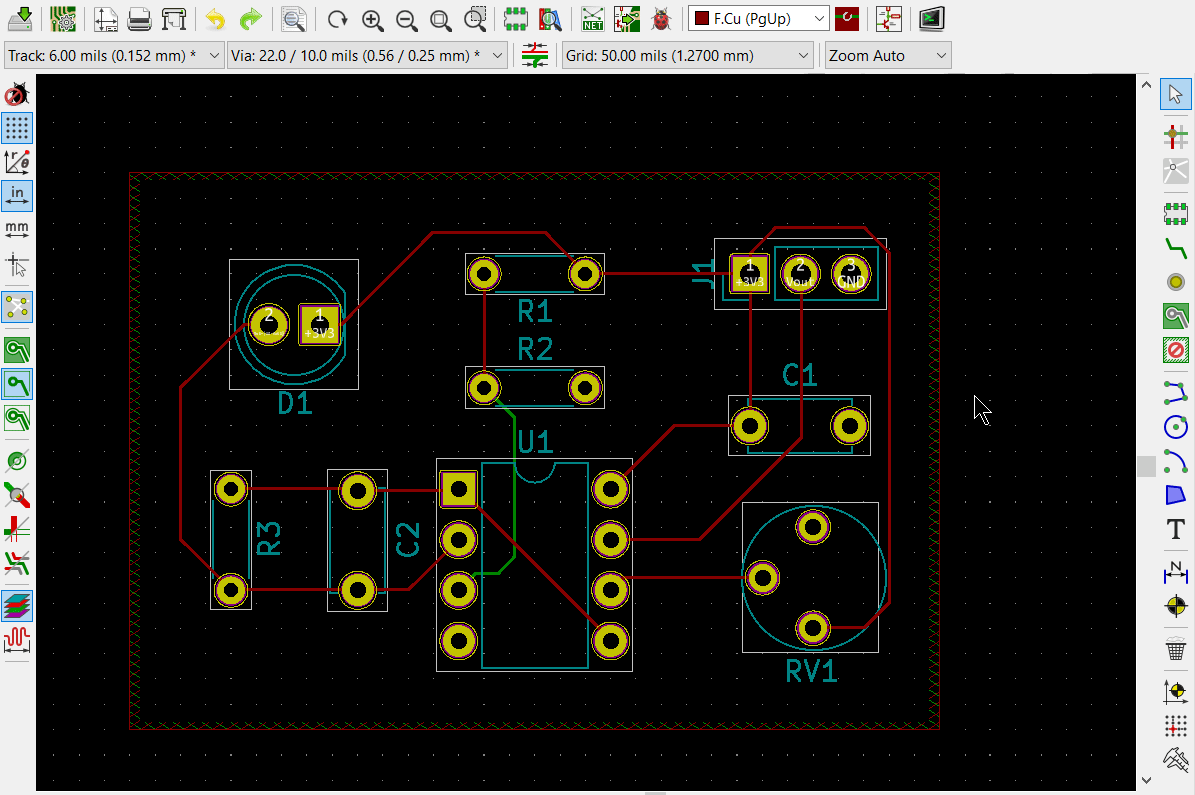 NET
F.Cu (PgUp)
Track: 6.00 mils (0.152 mm) *
Via: 22.0 / 10.0 mils (0.56 / 0.25 mm) *
Grid: 50.00 mils (1.2700 mm)
Zoom Auto
in
mm
T
N
J1
1
+3V3
2
Vout
3
GND
R1
2
1
+3V3
D1
R2
C1
U1
R3
C2
RV1